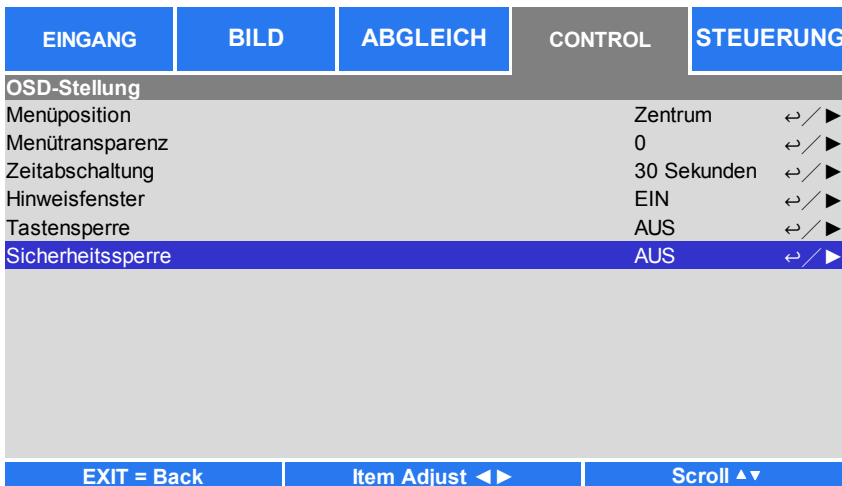 EINGANG BILD ABGLEICH CONTROL STEUERUNG
OSD-Stellung
Menüposition Zentrum ↩/►
Menütransparenz 0 ↩/►
Zeitabschaltung 30 Sekunden ↩/►
Hinweisfenster EIN ↩/►
Tastensperre AUS ↩/►
Sicherheitssperre AUS ↩/►
EXIT = Back Item Adjust ◄► Scroll ▲▼